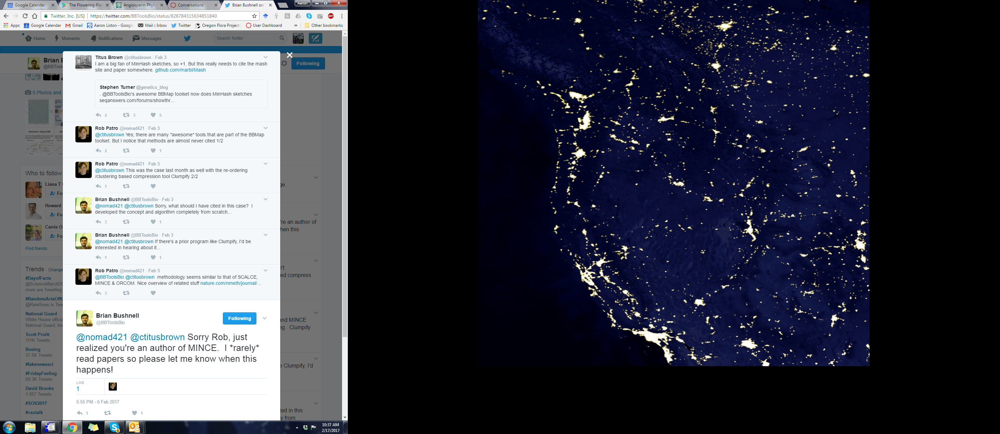 Google Calendar -
The Flowering Pla
Angiosperm Phylo
Conversations
Brian Bushnell on T
Aaron
Twitter, Inc. [US]
https://twitter.com/BBToolsBio/status/828784315634851840
Apps
Google Calendar
Gmail
Aaron Liston - Google
Mail :: Inbox
Twitter
Oregon Flora Project
User Dashboard
»
Other bookmarks
Home
Moments
Notifications
Messages
Search Twitter
Brian B
@BBTools
Following
5 Photos and
Who to follow
Liana T
Fo
Howard
Fo
Carrie O
Fo
Find friends
Trends · Change
#DayofFacts
@ScienceMarchDC
more are Tweeting
#RandomActsOfK
@RareSeas is Twe
National Guard
White House officia
National Guard, im
Scott Pruitt
111K Tweets
Boeing
37.5K Tweets
#fakenewssci
#FridayFeeling
69.3K Tweets
David Brooks
1,057 Tweets
#SOV2017
#cxotalk
Titus Brown @ctitusbrown · Feb 3
I am a big fan of MinHash sketches, so +1. But this really needs to cite the mash
site and paper somewhere. github.com/marbl/Mash
Stephen Turner @genetics_blog
. @BBToolsBio's awesome BBMap toolset now does MinHash sketches
seqanswers.com/forums/showthr…
2 3 5
Rob Patro @nomad421 · Feb 3
@ctitusbrown Yes; there are many *awesome* tools that are part of the BBMap
toolset. But I notice that methods are almost never cited 1/2
2 1
Rob Patro @nomad421 · Feb 3
@ctitusbrown This was the case last month as well with the re-ordering
/clustering based compression tool Clumpify 2/2
1
Brian Bushnell @BBToolsBio · Feb 3
@nomad421 @ctitusbrown Sorry, what should I have cited in this case?  I
developed the concept and algorithm completely from scratch...
3 1
Brian Bushnell @BBToolsBio · Feb 3
@nomad421 @ctitusbrown If there's a prior program like Clumpify, I'd be
interested in hearing about it...
1 1
Rob Patro @nomad421 · Feb 3
@BBToolsBio @ctitusbrown  methodology seems similar to that of SCALCE,
MINCE & ORCOM. Nice overview of related stuff nature.com/nmeth/journal/…
3
Brian Bushnell
@BBToolsBio
Following
@nomad421 @ctitusbrown Sorry Rob, just
realized you're an author of MINCE.  I *rarely*
read papers so please let me know when this
happens!
LIKE
1
5:55 PM - 6 Feb 2017
1 1
ge.
're an author of
hen this
n't
ed compress
and MINCE
ng.  Clumpify
e Clumpify, I'd
ted in this
y from
10:37 AM
2/17/2017